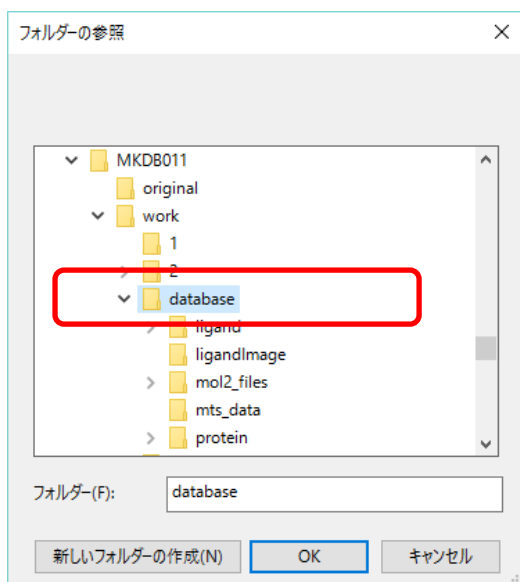 フォルダーの参照
MKDB011
original
work
1
2
database
ligand
ligandImage
mol2_files
mts_data
protein
フォルダー(F):
database
新しいフォルダーの作成(N)
OK
キャンセル